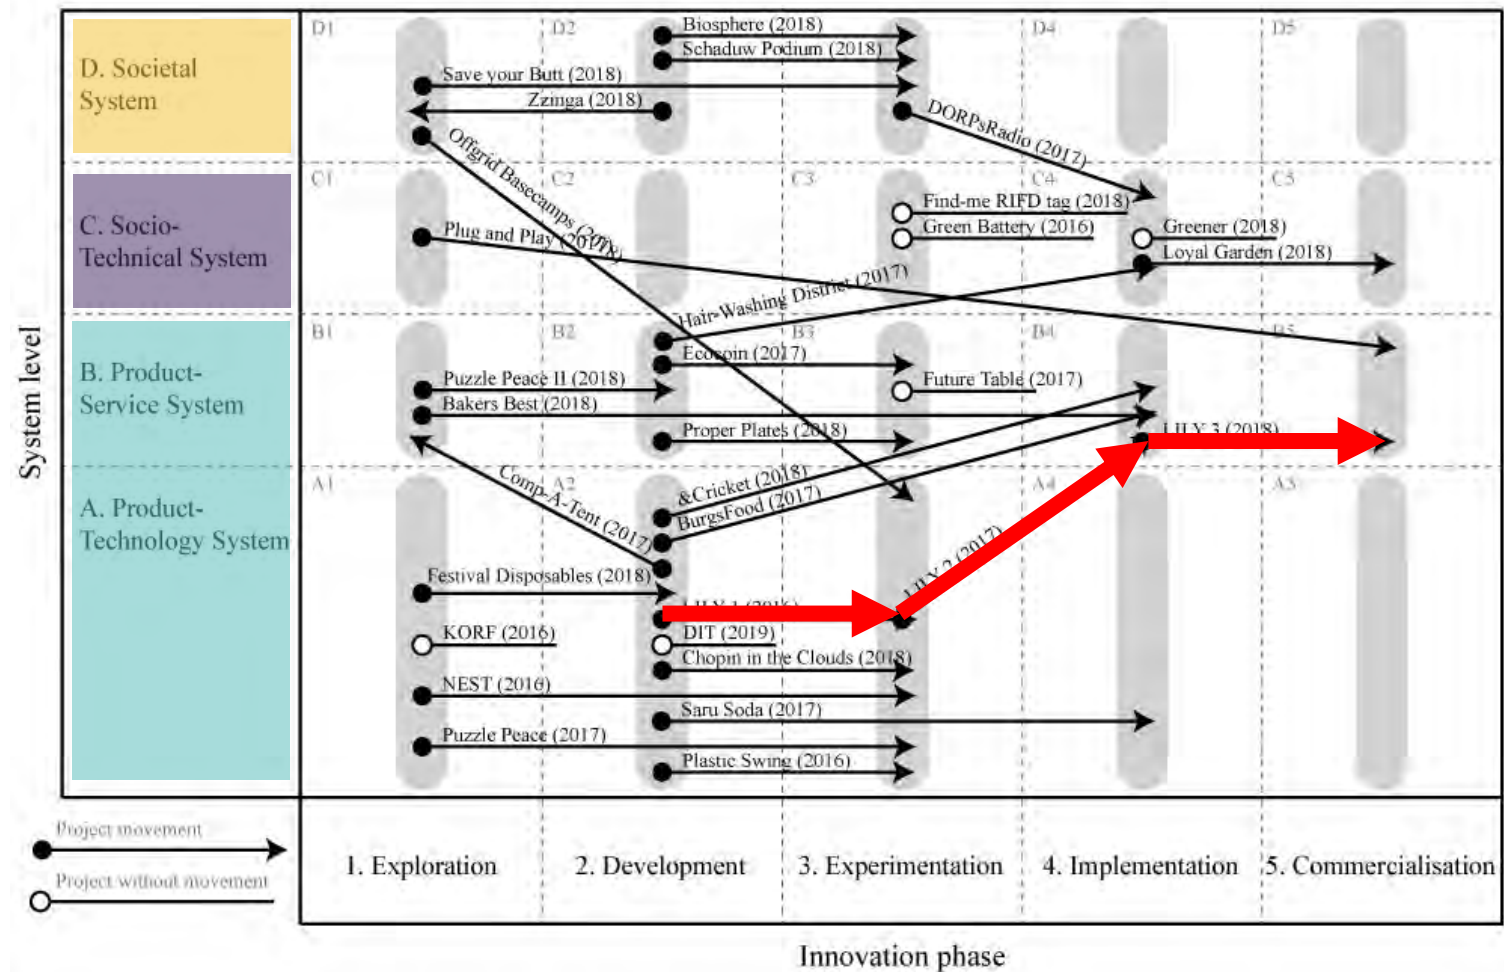 D1
D2
D4
D5
Biosphere (2018)
Schaduw Podium (2018)
D. Societal
System
Save your Butt (2018)
Zzinga (2018)
DORPsRadio (2017)
Offgrid Basecamps (2018)
C1
C2
C3
C4
C5
Find-me RIFD tag (2018)
C. Socio-
Technical System
Plug and Play (2017)
Green Battery (2016)
Greener (2018)
Loyal Garden (2018)
Hair-Washing District (2017)
B1
B2
B3
B4
B5
System level
B. Product-
Service System
Ecocoin (2017)
Puzzle Peace II (2018)
Future Table (2017)
Bakers Best (2018)
Proper Plates (2018)
LILY 3 (2018)
A1
A2
A4
A. Product-
Technology System
Comp-A-Tent (2017)
&Cricket (2018)
BurgsFood (2017)
LILY 2 (2017)
Festival Disposables (2018)
LILY 1 (2016)
KORF (2016)
DIT (2019)
Chopin in the Clouds (2018)
NEST (2016)
Saru Soda (2017)
Puzzle Peace (2017)
Plastic Swing (2016)
Project movement
Project without movement
1. Exploration
2. Development
3. Experimentation
4. Implementation
5. Commercialisation
Innovation phase